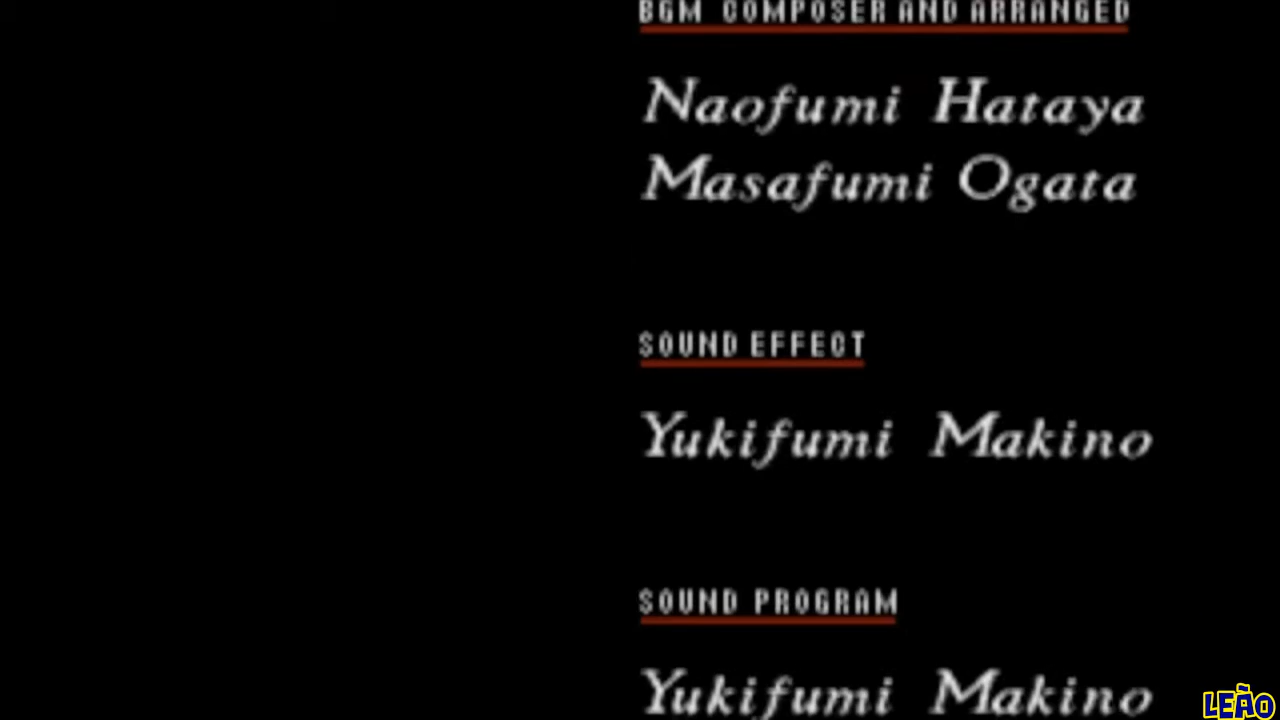 BGM COMPOSER AND ARRANGED
Naofumi Hataya
Masafumi Ogata
SOUND EFFECT
Yukifumi Makino
SOUND PROGRAM
Yukifumi Makino
LEÃO